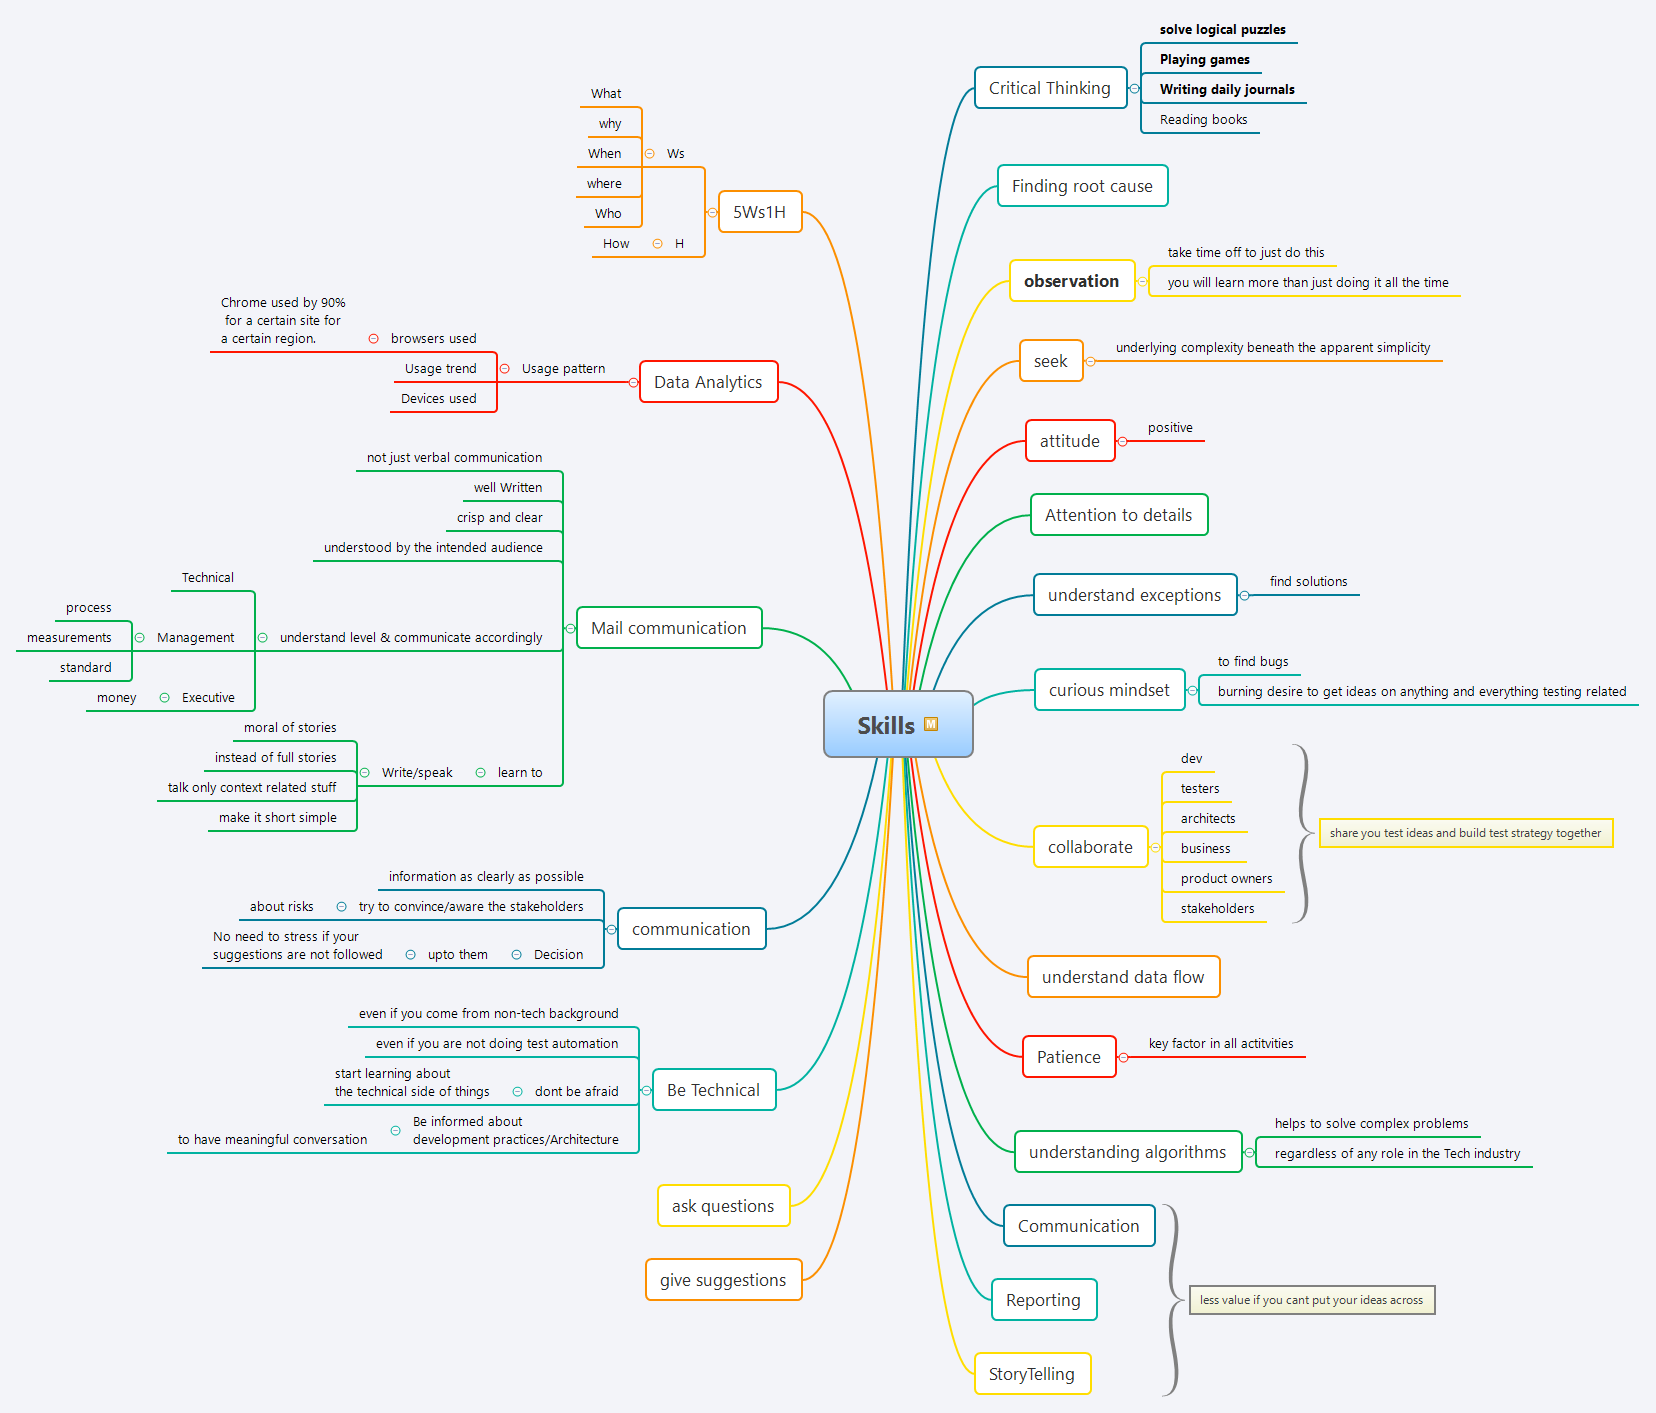 Skills
M
Critical Thinking
solve logical puzzles
Playing games
Writing daily journals
Reading books
Finding root cause
observation
take time off to just do this
you will learn more than just doing it all the time
seek
underlying complexity beneath the apparent simplicity
attitude
positive
Attention to details
understand exceptions
find solutions
curious mindset
to find bugs
burning desire to get ideas on anything and everything testing related
collaborate
dev
testers
architects
business
product owners
stakeholders
share you test ideas and build test strategy together
understand data flow
Patience
key factor in all actitvities
understanding algorithms
helps to solve complex problems
regardless of any role in the Tech industry
Communication
Reporting
StoryTelling
less value if you cant put your ideas across
5Ws1H
Ws
What
why
When
where
Who
H
How
Data Analytics
Usage pattern
browsers used
Chrome used by 90%
for a certain site for
a certain region.
Usage trend
Devices used
Mail communication
not just verbal communication
well Written
crisp and clear
understood by the intended audience
understand level & communicate accordingly
Technical
Management
process
measurements
standard
Executive
money
learn to
Write/speak
moral of stories
instead of full stories
talk only context related stuff
make it short simple
communication
information as clearly as possible
try to convince/aware the stakeholders
about risks
Decision
upto them
No need to stress if your
suggestions are not followed
Be Technical
even if you come from non-tech background
even if you are not doing test automation
dont be afraid
start learning about
the technical side of things
Be informed about
development practices/Architecture
to have meaningful conversation
ask questions
give suggestions